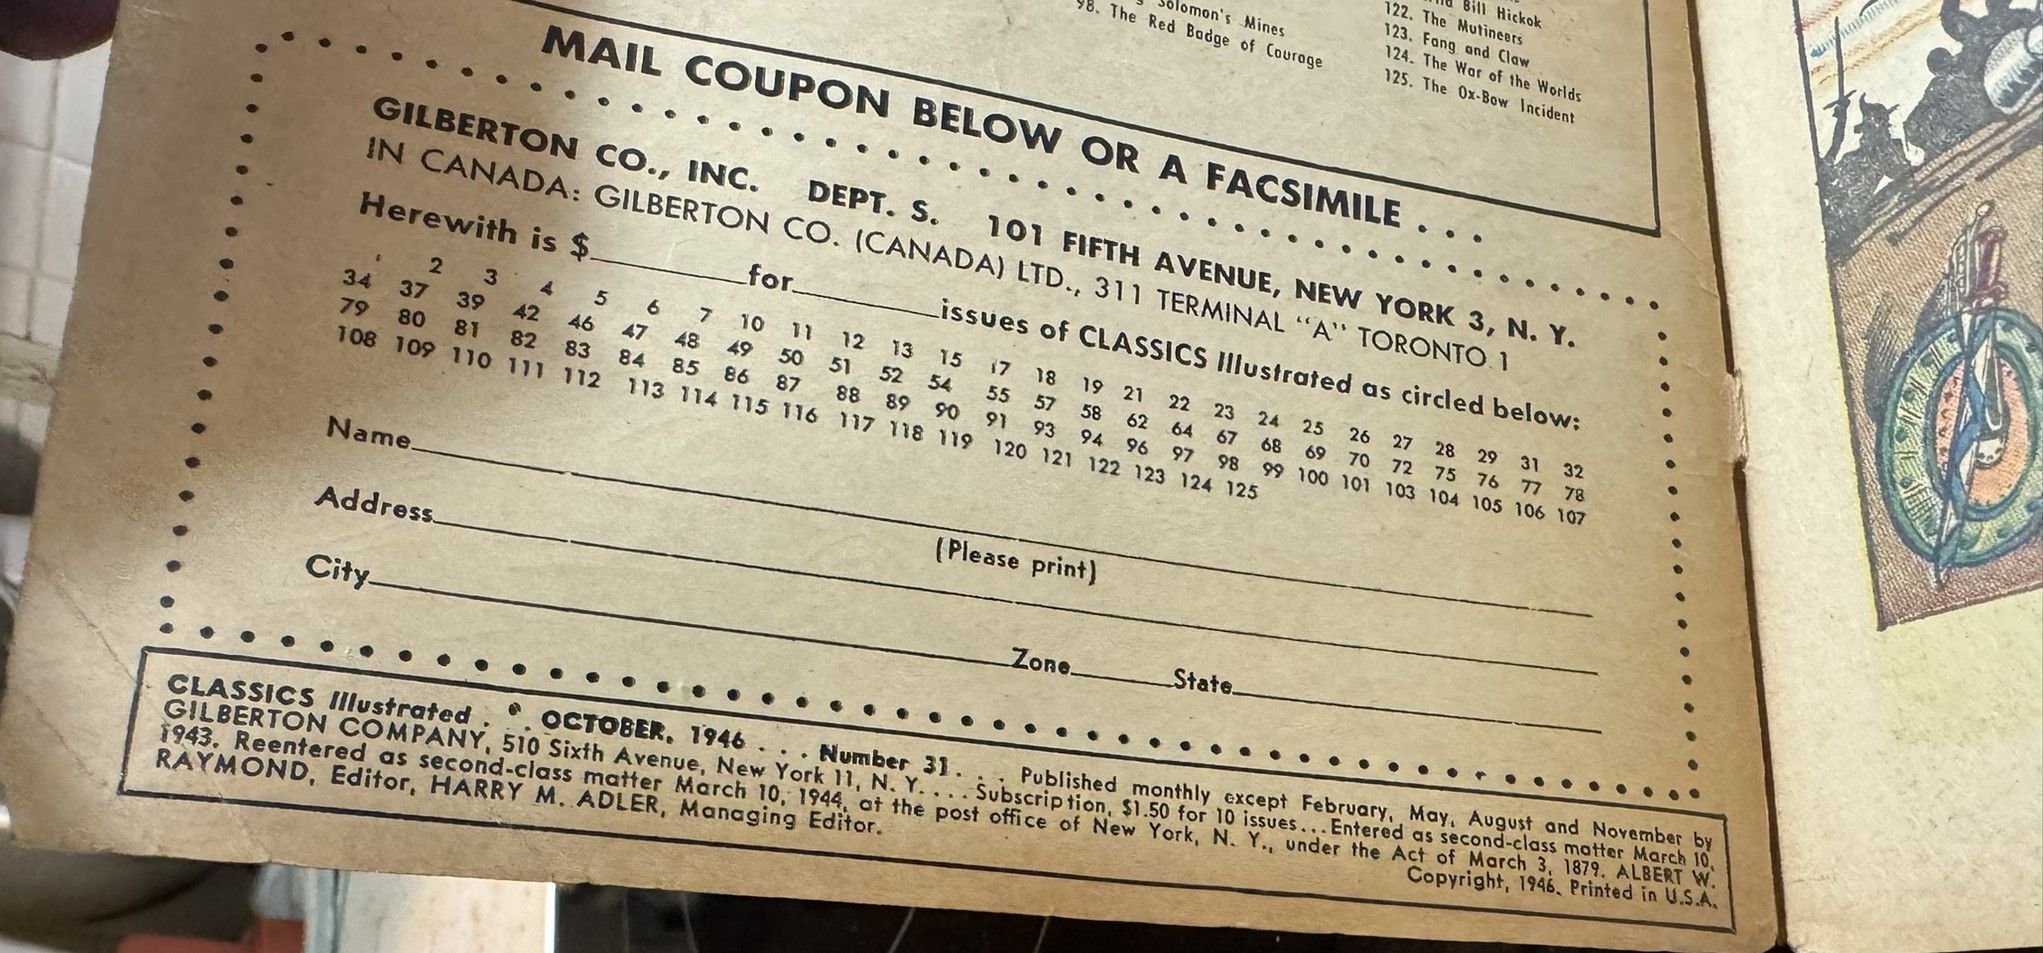 Solomon's Mines
98. The Red Badge of Courage
Bill Hickok
122. The Mutineers
123. Fang and Claw
124. The War of the Worlds
125. The Ox-Bow Incident
MAIL COUPON BELOW OR A FACSIMILE . . .
GILBERTON CO., INC. DEPT. S. 101 FIFTH AVENUE, NEW YORK 3, N. Y.
IN CANADA: GILBERTON CO. (CANADA) LTD., 311 TERMINAL "A" TORONTO 1
Herewith is $________for________issues of CLASSICS Illustrated as circled below:
2 3 4 5 6 7 10 11 12 13 15 17 18 19 21 22 23 24 25 26 27 28 29 31 32
34 37 39 42 46 47 48 49 50 51 52 54 55 57 58 62 64 67 68 69 70 72 75 76 77 78
79 80 81 82 83 84 85 86 87 88 89 90 91 93 94 96 97 98 99 100 101 103 104 105 106 107
108 109 110 111 112 113 114 115 116 117 118 119 120 121 122 123 124 125
Name
(Please print)
Address
City Zone State
CLASSICS Illustrated . . . OCTOBER, 1946 . . . Number 31. . . Published monthly except February, May, August and November by
GILBERTON COMPANY, 510 Sixth Avenue, New York 11, N. Y. . . . Subscription, $1.50 for 10 issues...Entered as second-class matter March 10,
1943. Reentered as second-class matter March 10, 1944, at the post office of New York, N. Y., under the Act of March 3, 1879. ALBERT W.
RAYMOND, Editor, HARRY M. ADLER, Managing Editor.
Copyright, 1946. Printed in U.S.A.